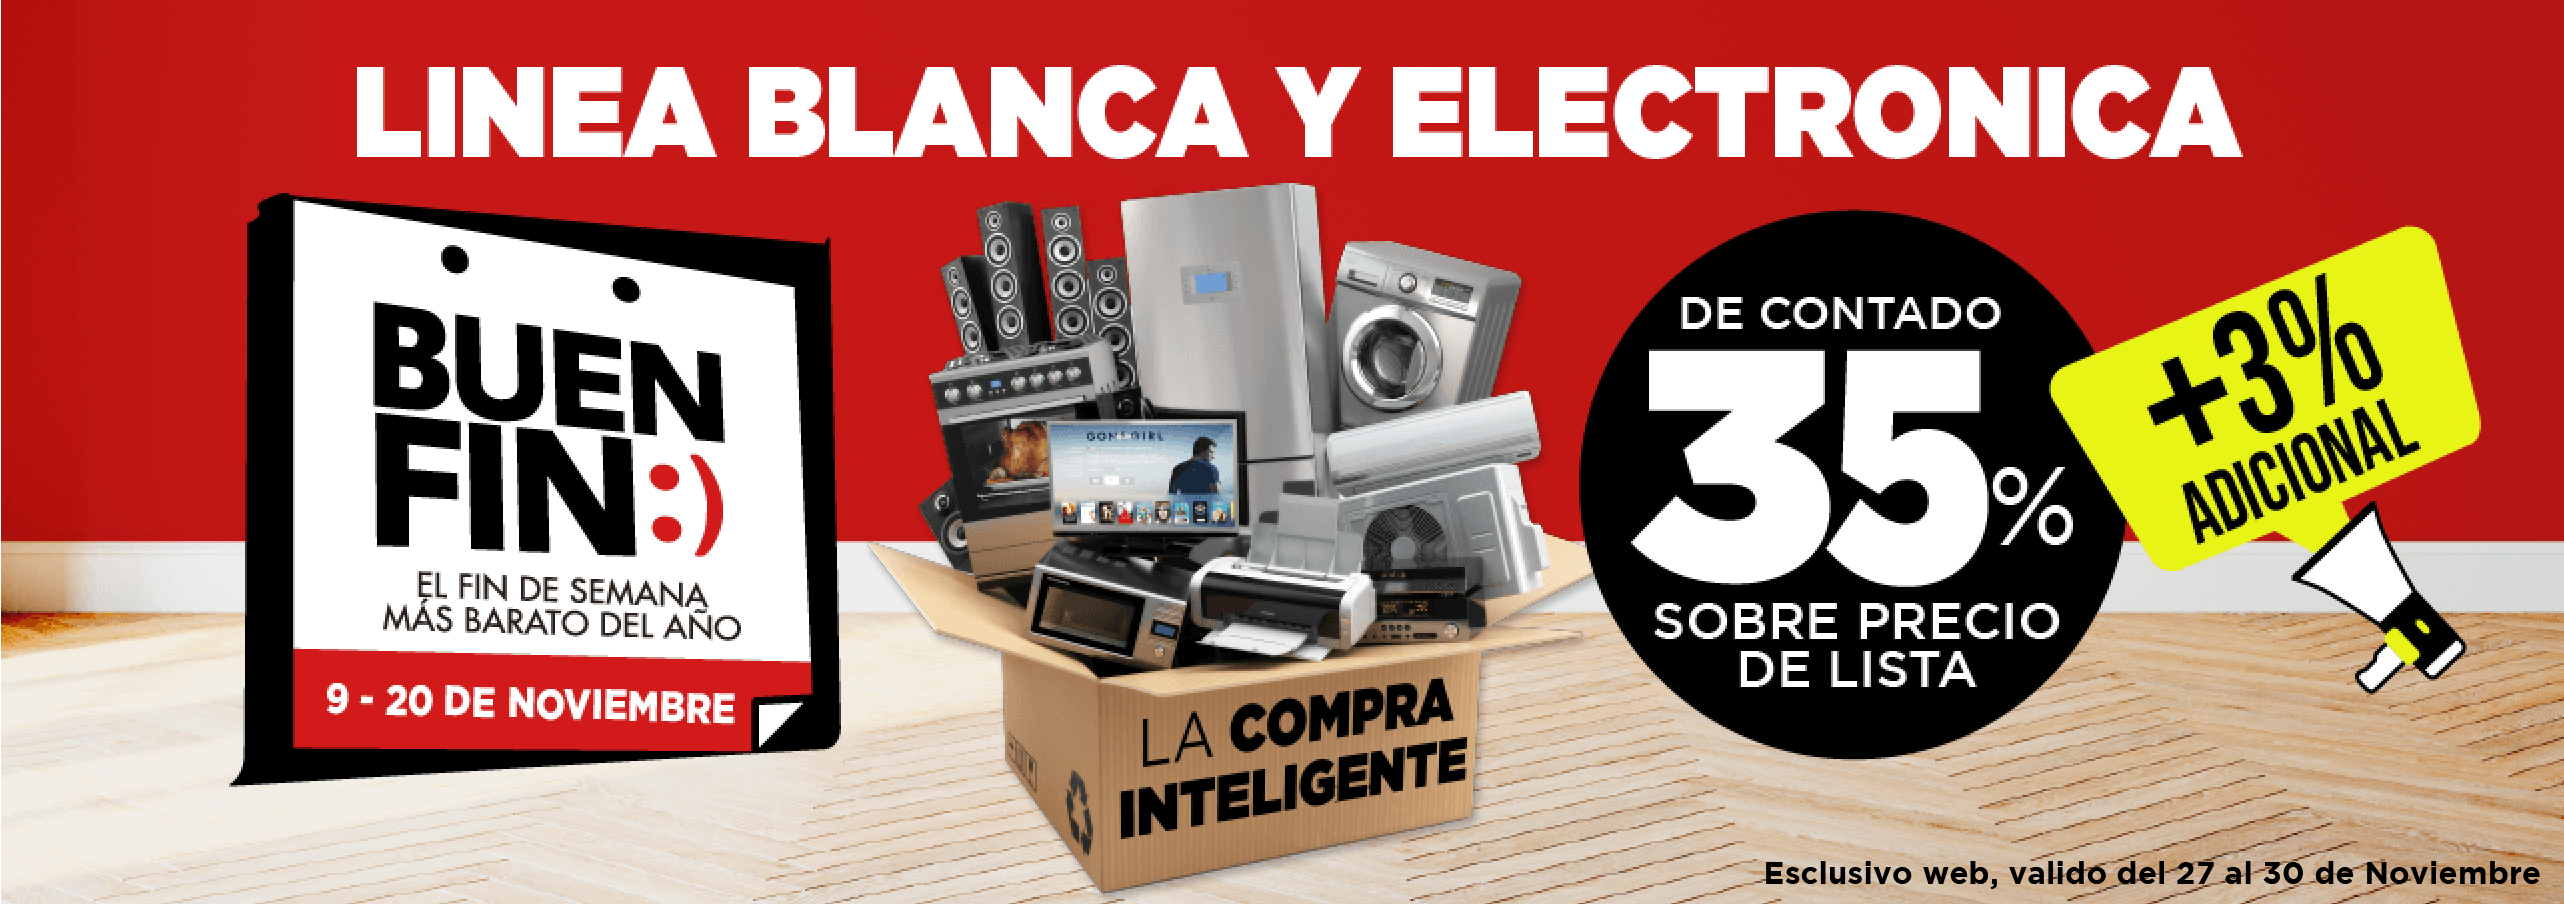 LINEA BLANCA Y ELECTRONICA
BUEN
FIN:)
EL FIN DE SEMANA
MÁS BARATO DEL AÑO
9 - 20 DE NOVIEMBRE
GONE GIRL
LA COMPRA
INTELIGENTE
DE CONTADO
35%
SOBRE PRECIO
DE LISTA
+3%
ADICIONAL
Esclusivo web, valido del 27 al 30 de Noviembre